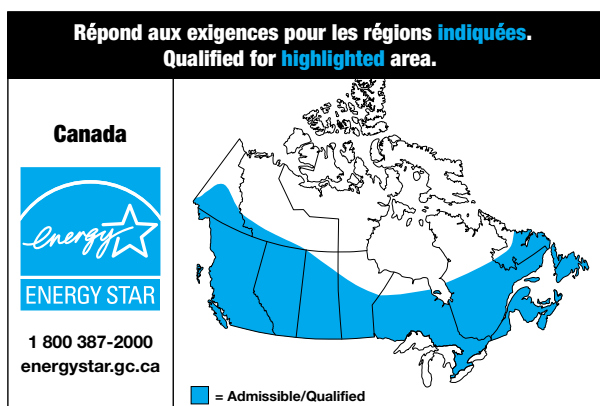 Répond aux exigences pour les régions indiquées.
Qualified for highlighted area.
Canada
energy
ENERGY STAR
1 800 387-2000
energystar.gc.ca
= Admissible/Qualified